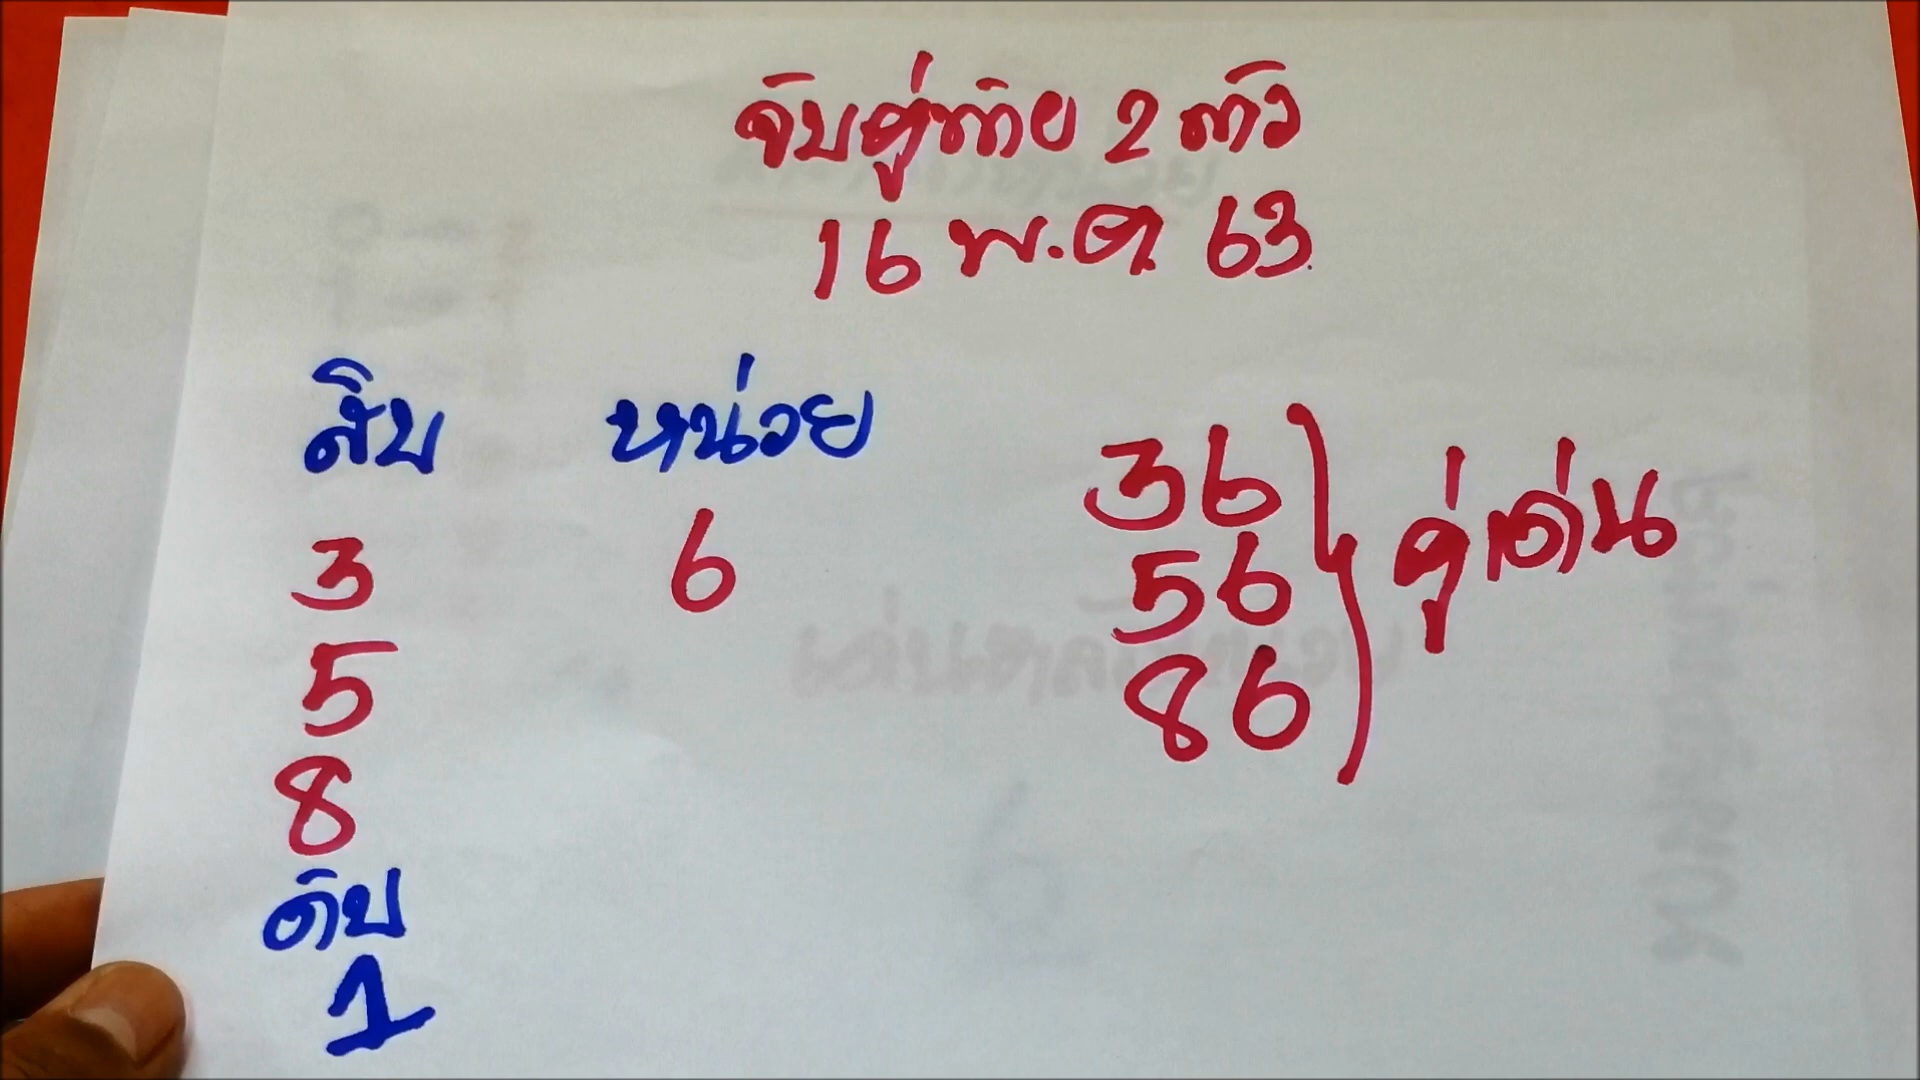 จับคู่ท้าย 2 ตัว
16 พ.ค. 63
สิบ หน่วย
3 6
5
8
ดับ
1
36
56
86
คู่เด่น